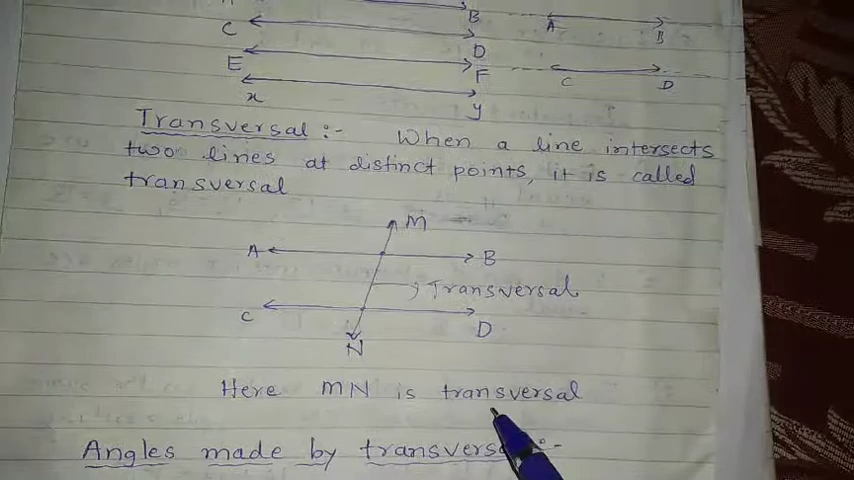 B A B
C D
E F C D
x y
Transversal :- When a line intersects
two lines at distinct points, it is called
transversal
M
A B
Transversal
C D
N
Here MN is transversal
Angles made by transversal :-